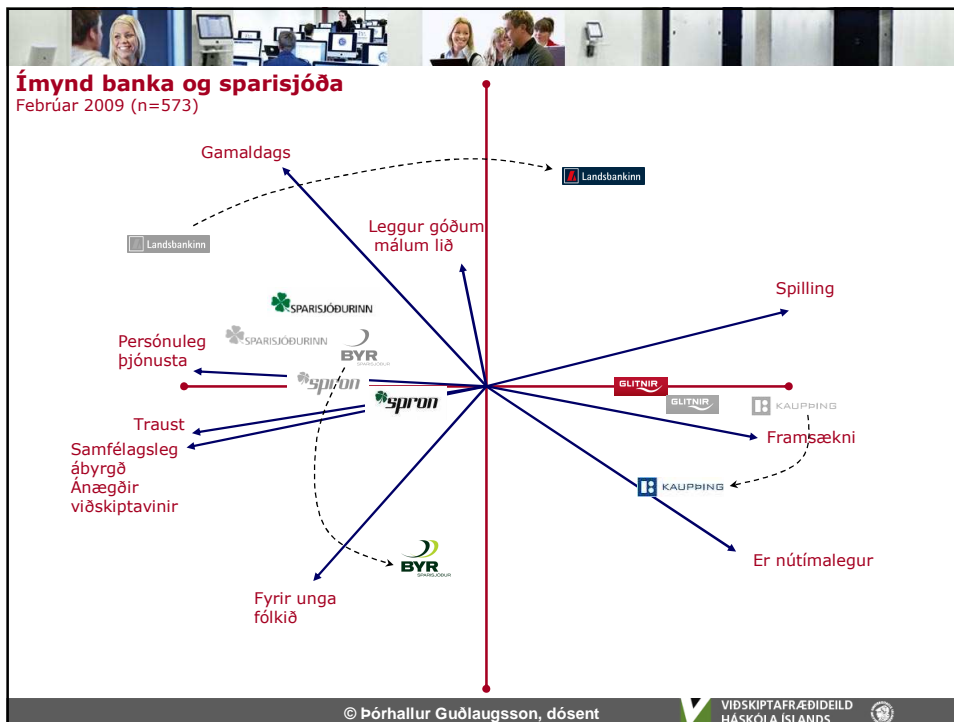 Ímynd banka og sparisjóða
Febrúar 2009 (n=573)
Gamaldags
Landsbankinn
Leggur góðum
málum lið
Landsbankinn
Spilling
SPARISJÓÐURINN
SPARISJÓÐURINN
Persónuleg
þjónusta
BYR
SPARISJÓÐUR
spron
spron
GLITNIR
GLITNIR
KAUPÞING
Traust
Framsækni
Samfélagsleg
ábyrgð
Ánægðir
viðskiptavinir
KAUPÞING
BYR
SPARISJÓÐUR
Er nútímalegur
Fyrir unga
fólkið
© Þórhallur Guðlaugsson, dósent
VIÐSKIPTAFRÆÐIDEILD
HÁSKÓLA ÍSLANDS